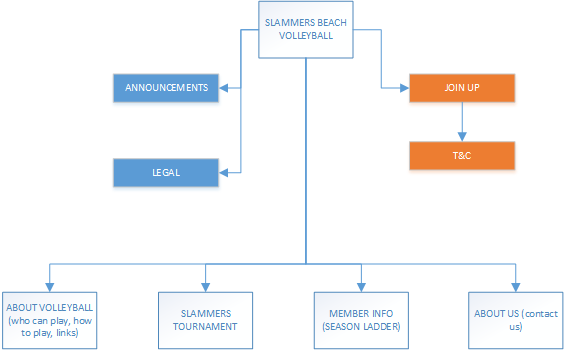 SLAMMERS BEACH
VOLLEYBALL
ANNOUNCEMENTS
JOIN UP
LEGAL
T&C
ABOUT VOLLEYBALL
(who can play, how
to play, links)
SLAMMERS
TOURNAMENT
MEMBER INFO
(SEASON LADDER)
ABOUT US (contact
us)